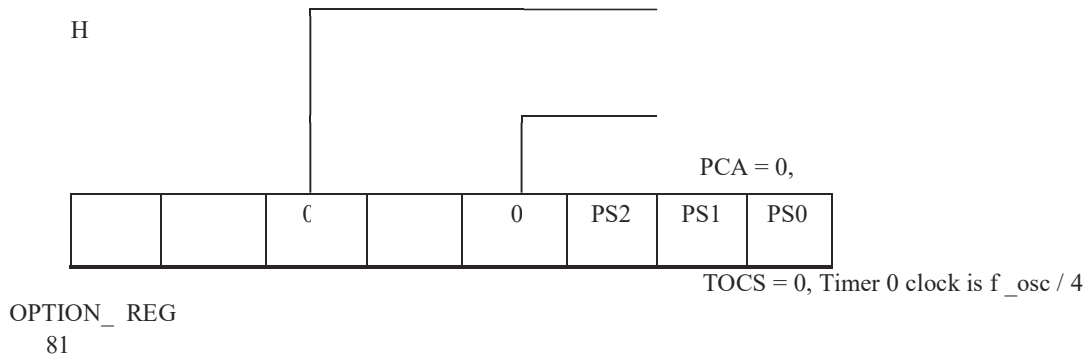 H
PCA = 0,
0 0 PS2 PS1 PS0
TOCS = 0, Timer 0 clock is f _osc / 4
OPTION_ REG
81